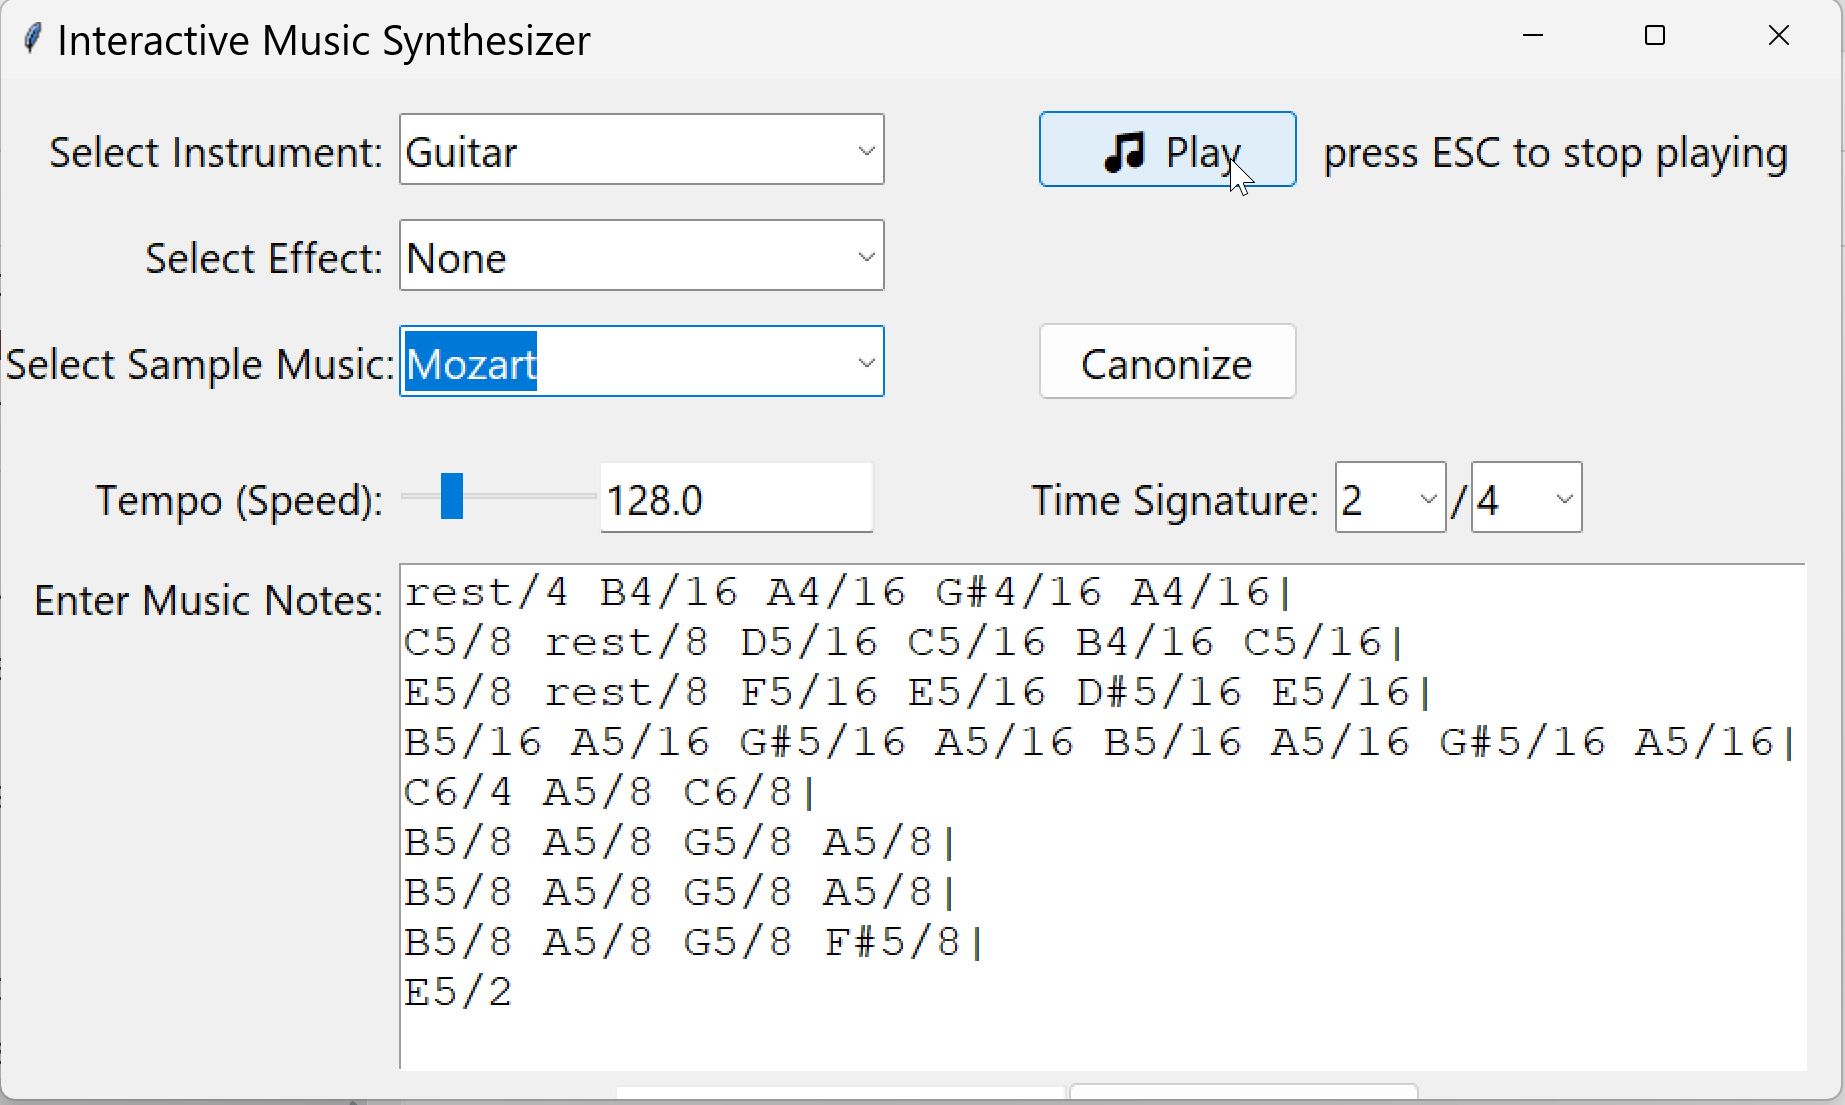 Interactive Music Synthesizer
Select Instrument: Guitar Play press ESC to stop playing
Select Effect: None
Select Sample Music: Mozart Canonize
Tempo (Speed): 128.0 Time Signature: 2 / 4
Enter Music Notes: rest/4 B4/16 A4/16 G#4/16 A4/16|
C5/8 rest/8 D5/16 C5/16 B4/16 C5/16|
E5/8 rest/8 F5/16 E5/16 D#5/16 E5/16|
B5/16 A5/16 G#5/16 A5/16 B5/16 A5/16 G#5/16 A5/16|
C6/4 A5/8 C6/8|
B5/8 A5/8 G5/8 A5/8|
B5/8 A5/8 G5/8 A5/8|
B5/8 A5/8 G5/8 F#5/8|
E5/2